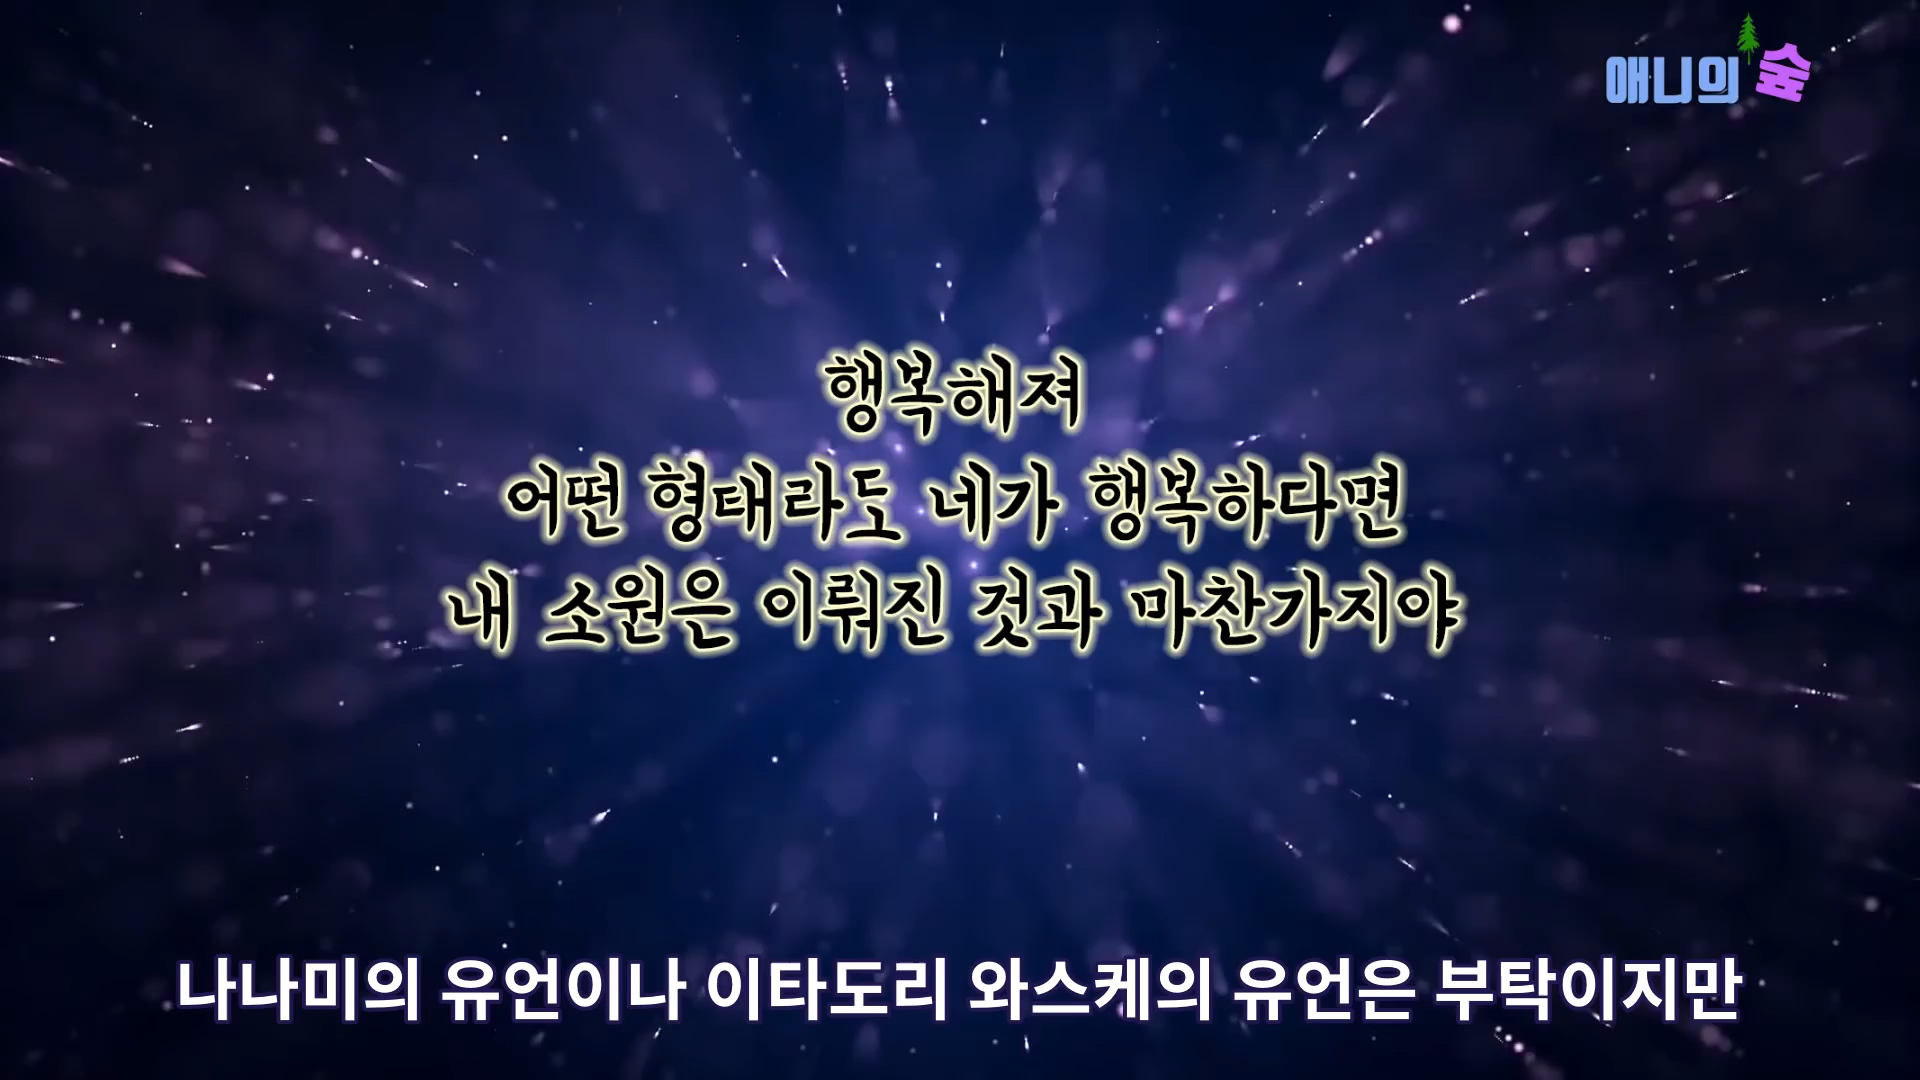 애니의 숲
행복해져
어떤 형태라도 네가 행복하다면
내 소원은 이뤄진 것과 마찬가지야
나나미의 유언이나 이타도리 와스케의 유언은 부탁이지만